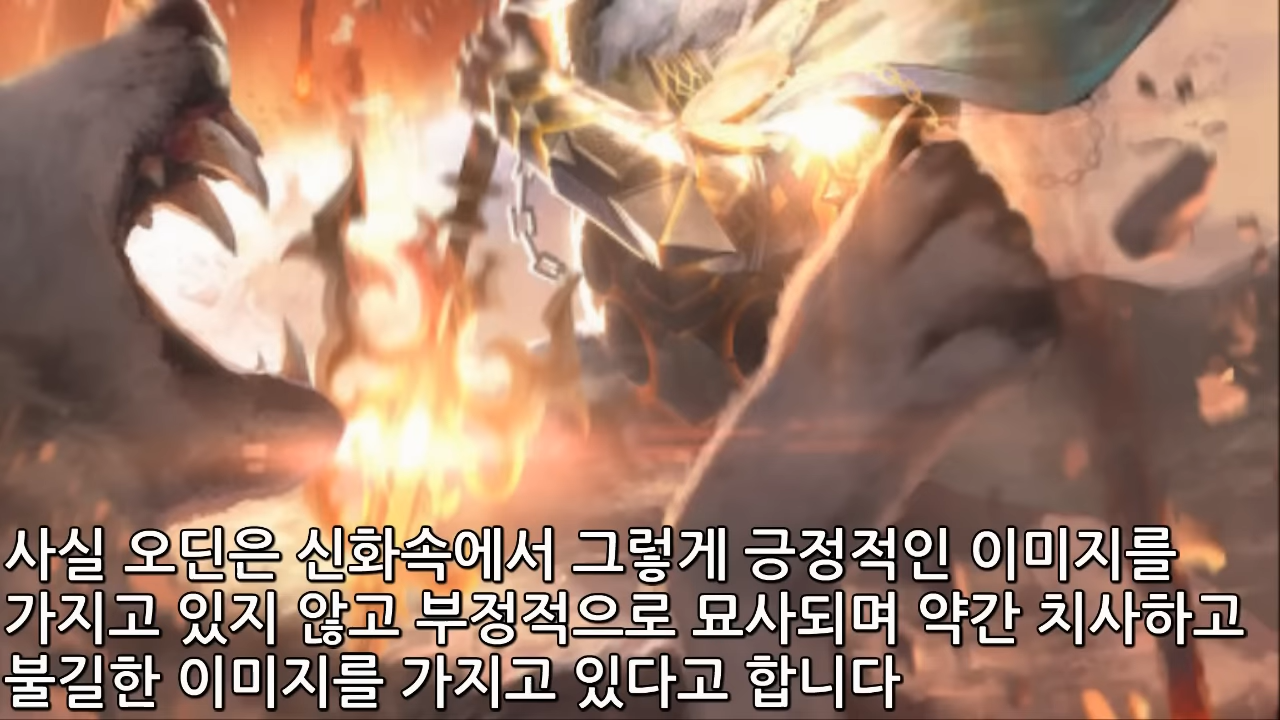 사실 오딘은 신화속에서 그렇게 긍정적인 이미지를
가지고 있지 않고 부정적으로 묘사되며 약간 치사하고
불길한 이미지를 가지고 있다고 합니다